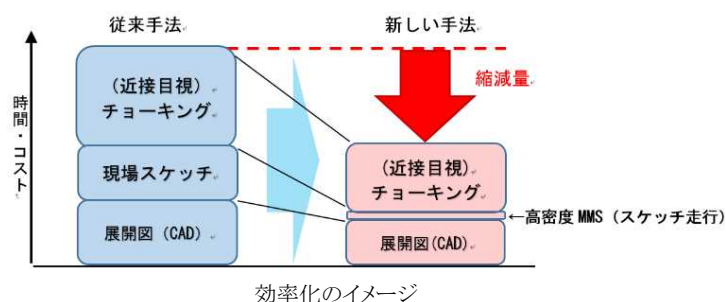 従来手法
新しい手法
時間・コスト
(近接目視)
チョーキング
現場スケッチ
展開図(CAD)
縮減量
(近接目視)
チョーキング
←高密度 MMS(スケッチ走行)
展開図(CAD)
効率化のイメージ